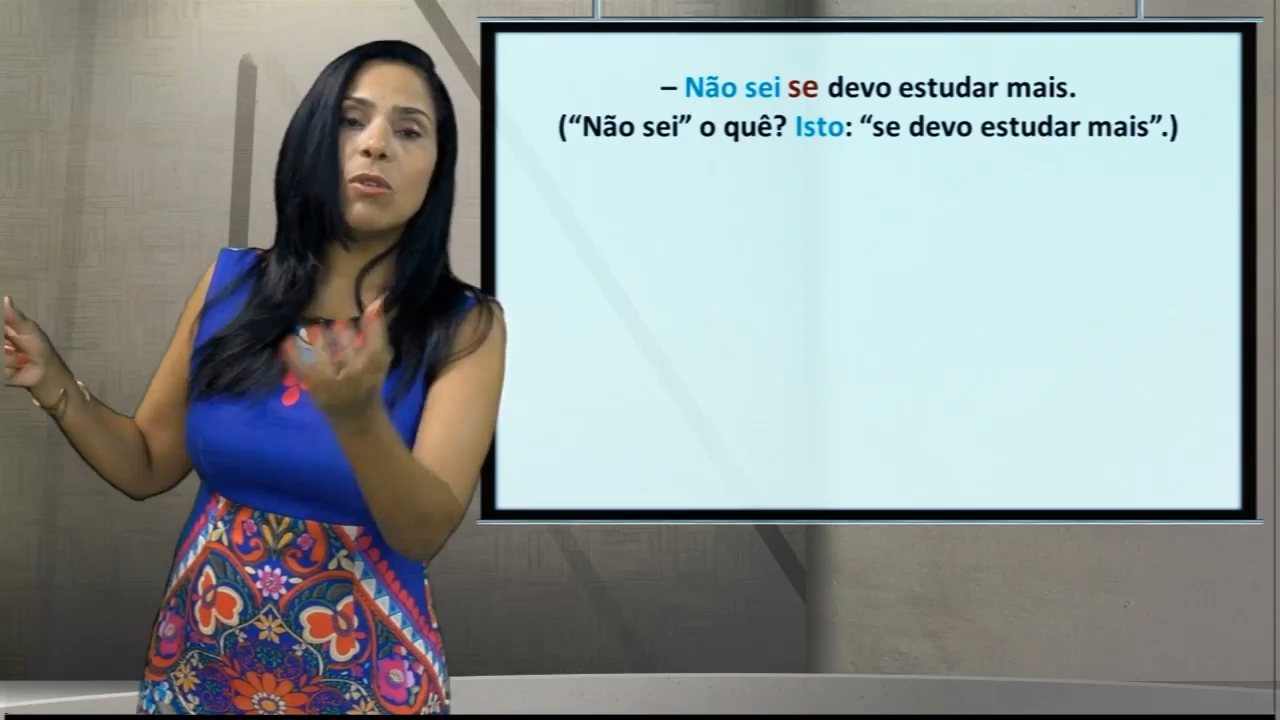 – Não sei se devo estudar mais.
(“Não sei” o quê? Isto: “se devo estudar mais”.)